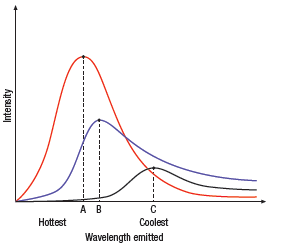 Intensity
A B C
Hottest Coolest
Wavelength emitted